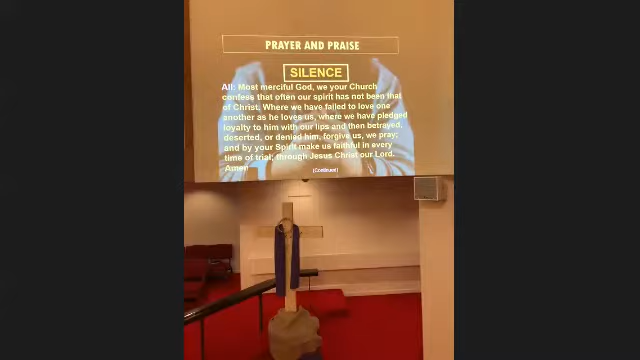 PRAYER AND PRAISE
SILENCE
All: Most merciful God, we your Church
confess that often our spirit has not been that
of Christ. Where we have failed to love one
another as he loves us, where we have pledged
loyalty to him with our lips and then betrayed,
deserted, or denied him, forgive us, we pray;
and by your Spirit make us faithful in every
time of trial; through Jesus Christ our Lord.
Amen
(Continued)